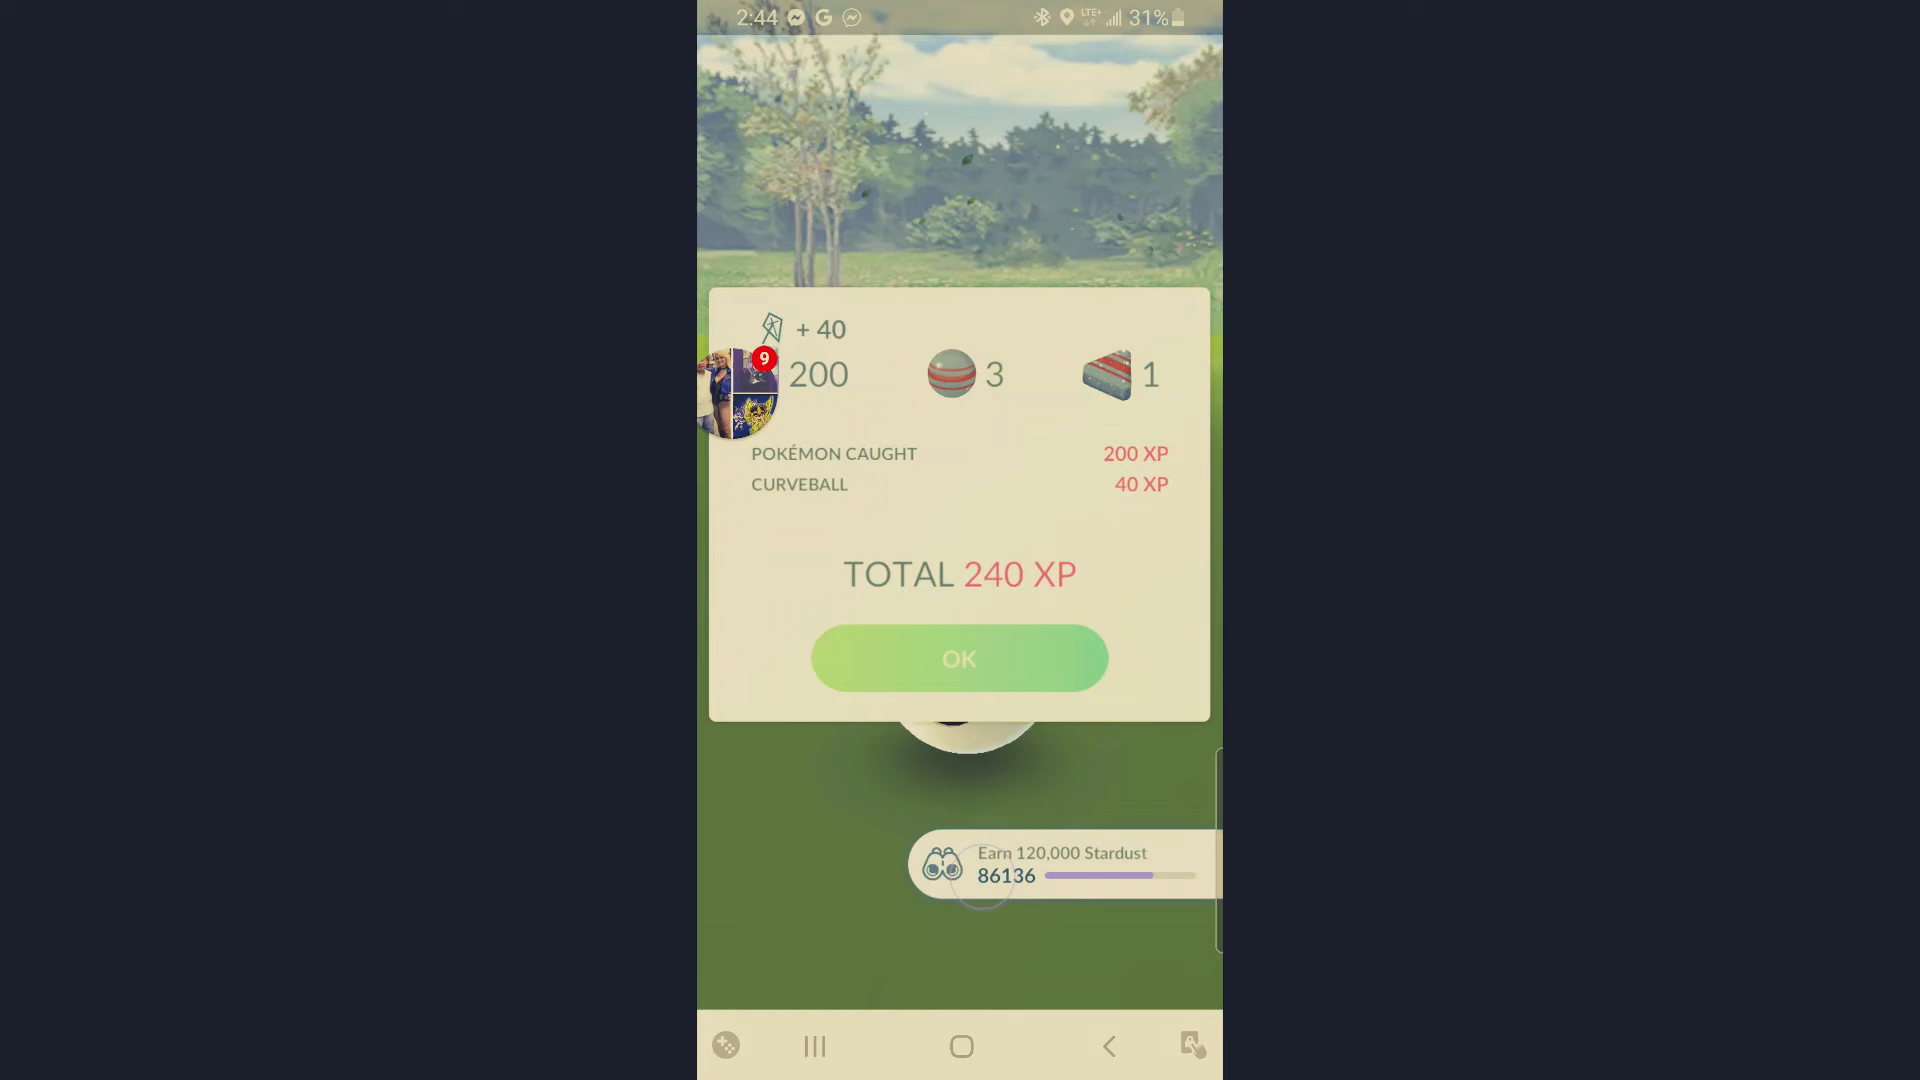 2:44 LTE+ 31%
+ 40
9
200 3 1
POKÉMON CAUGHT 200 XP
CURVEBALL 40 XP
TOTAL 240 XP
OK
Earn 120,000 Stardust
86136